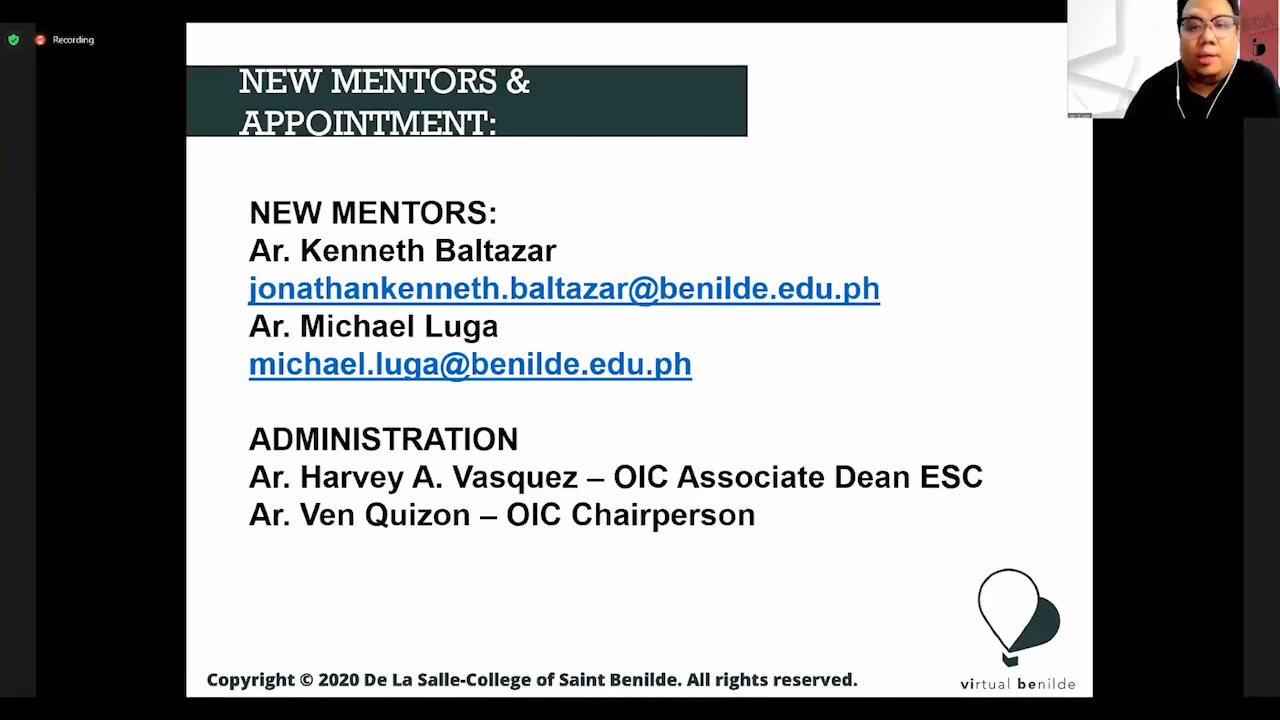 Recording
NEW MENTORS &
APPOINTMENT:
NEW MENTORS:
Ar. Kenneth Baltazar
jonathankenneth.baltazar@benilde.edu.ph
Ar. Michael Luga
michael.luga@benilde.edu.ph
ADMINISTRATION
Ar. Harvey A. Vasquez – OIC Associate Dean ESC
Ar. Ven Quizon – OIC Chairperson
Copyright © 2020 De La Salle-College of Saint Benilde. All rights reserved.
virtual benilde